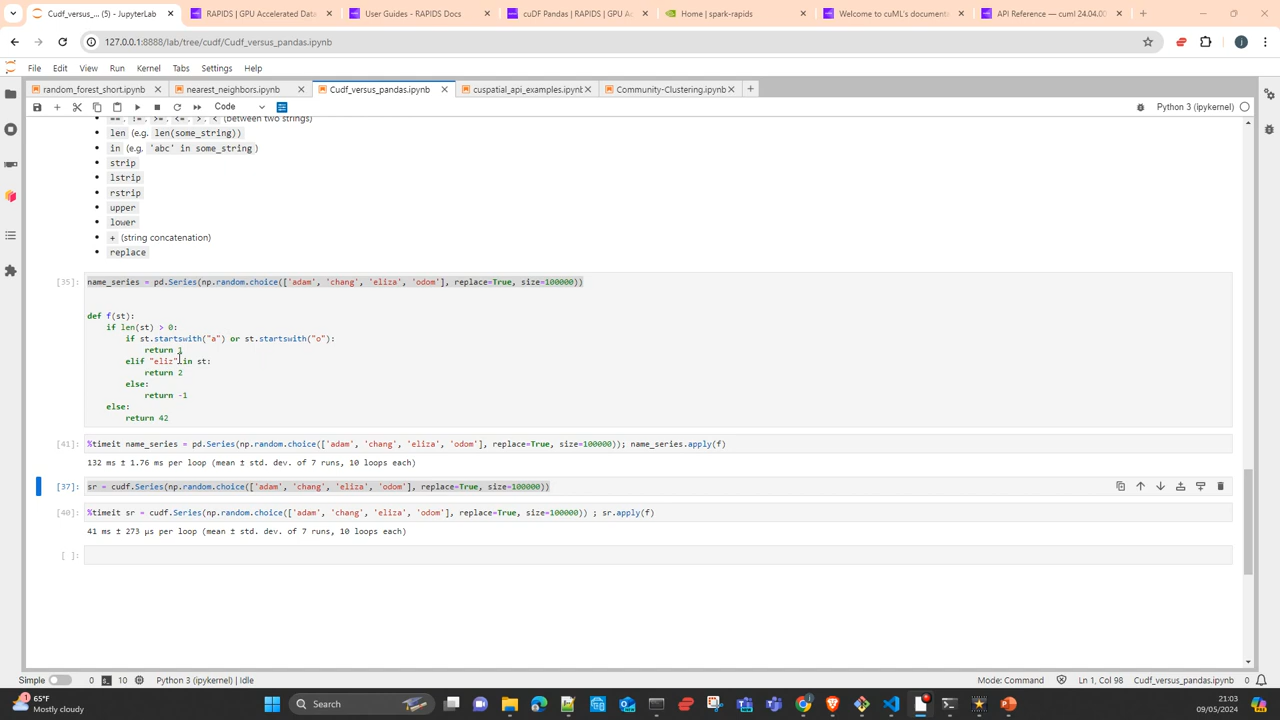 Cudf_versus_... (5) - JupyterLab
RAPIDS | GPU Accelerated Data
User Guides - RAPIDS Docs
cuDF Pandas | RAPIDS | GPU Ac
Home | spark-rapids
Welcome to cuML's documenta
API Reference — cuml 24.04.00
127.0.0.1:8888/lab/tree/cudf/Cudf_versus_pandas.ipynb
File Edit View Run Kernel Tabs Settings Help
random_forest_short.ipynb
nearest_neighbors.ipynb
Cudf_versus_pandas.ipynb
cuspatial_api_examples.ipynb
Community-Clustering.ipynb
Code
Python 3 (ipykernel)
==, !=, >=, <=, >, < (between two strings)
len (e.g. len(some_string))
in (e.g. 'abc' in some_string)
strip
lstrip
rstrip
upper
lower
+ (string concatenation)
replace
[35]: name_series = pd.Series(np.random.choice(['adam', 'chang', 'eliza', 'odom'], replace=True, size=100000))
def f(st):
if len(st) > 0:
if st.startswith("a") or st.startswith("o"):
return 1
elif "eliz" in st:
return 2
else:
return -1
else:
return 42
[41]: %timeit name_series = pd.Series(np.random.choice(['adam', 'chang', 'eliza', 'odom'], replace=True, size=100000)); name_series.apply(f)
132 ms ± 1.76 ms per loop (mean ± std. dev. of 7 runs, 10 loops each)
[37]: sr = cudf.Series(np.random.choice(['adam', 'chang', 'eliza', 'odom'], replace=True, size=100000))
[40]: %timeit sr = cudf.Series(np.random.choice(['adam', 'chang', 'eliza', 'odom'], replace=True, size=100000)) ; sr.apply(f)
41 ms ± 273 µs per loop (mean ± std. dev. of 7 runs, 10 loops each)
[ ]:
Simple 0 10 Python 3 (ipykernel) | Idle
Mode: Command Ln 1, Col 98 Cudf_versus_pandas.ipynb 0
1
65°F
Mostly cloudy
Search
21:03
09/05/2024